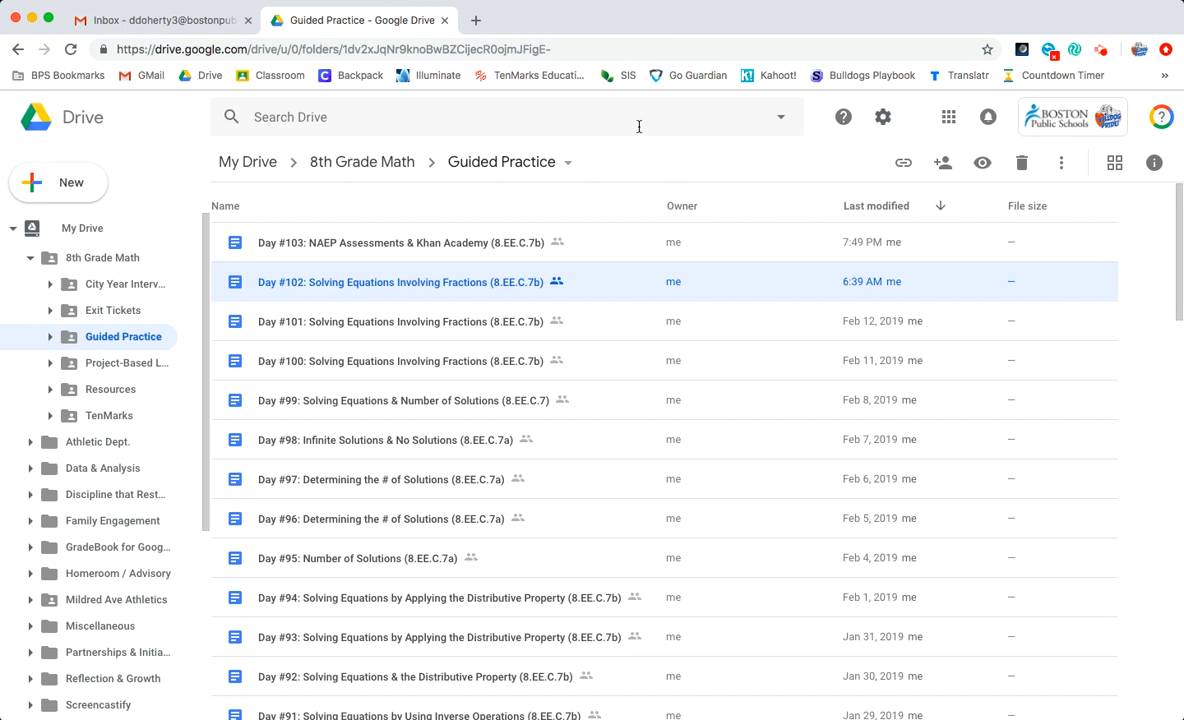 Inbox - ddoherty3@bostonpub
Guided Practice - Google Drive
https://drive.google.com/drive/u/0/folders/1dv2xJqNr9knoBwBZCijecR0ojmJFigE-
BPS Bookmarks GMail Drive Classroom Backpack Illuminate TenMarks Educati... SIS Go Guardian Kahoot! Bulldogs Playbook Translatr Countdown Timer »
Drive
Search Drive
BOSTON
Public Schools
My Drive > 8th Grade Math > Guided Practice
New
Name Owner Last modified File size
My Drive
8th Grade Math
City Year Interv...
Exit Tickets
Guided Practice
Project-Based L...
Resources
TenMarks
Athletic Dept.
Data & Analysis
Discipline that Rest...
Family Engagement
GradeBook for Goog...
Homeroom / Advisory
Mildred Ave Athletics
Miscellaneous
Partnerships & Initia...
Reflection & Growth
Screencastify
Day #103: NAEP Assessments & Khan Academy (8.EE.C.7b) me 7:49 PM me —
Day #102: Solving Equations Involving Fractions (8.EE.C.7b) me 6:39 AM me —
Day #101: Solving Equations Involving Fractions (8.EE.C.7b) me Feb 12, 2019 me —
Day #100: Solving Equations Involving Fractions (8.EE.C.7b) me Feb 11, 2019 me —
Day #99: Solving Equations & Number of Solutions (8.EE.C.7) me Feb 8, 2019 me —
Day #98: Infinite Solutions & No Solutions (8.EE.C.7a) me Feb 7, 2019 me —
Day #97: Determining the # of Solutions (8.EE.C.7a) me Feb 6, 2019 me —
Day #96: Determining the # of Solutions (8.EE.C.7a) me Feb 5, 2019 me —
Day #95: Number of Solutions (8.EE.C.7a) me Feb 4, 2019 me —
Day #94: Solving Equations by Applying the Distributive Property (8.EE.C.7b) me Feb 1, 2019 me —
Day #93: Solving Equations by Applying the Distributive Property (8.EE.C.7b) me Jan 31, 2019 me —
Day #92: Solving Equations & the Distributive Property (8.EE.C.7b) me Jan 30, 2019 me —
Day #91: Solving Equations by Using Inverse Operations (8.EE.C.7b) me Jan 29, 2019 me —